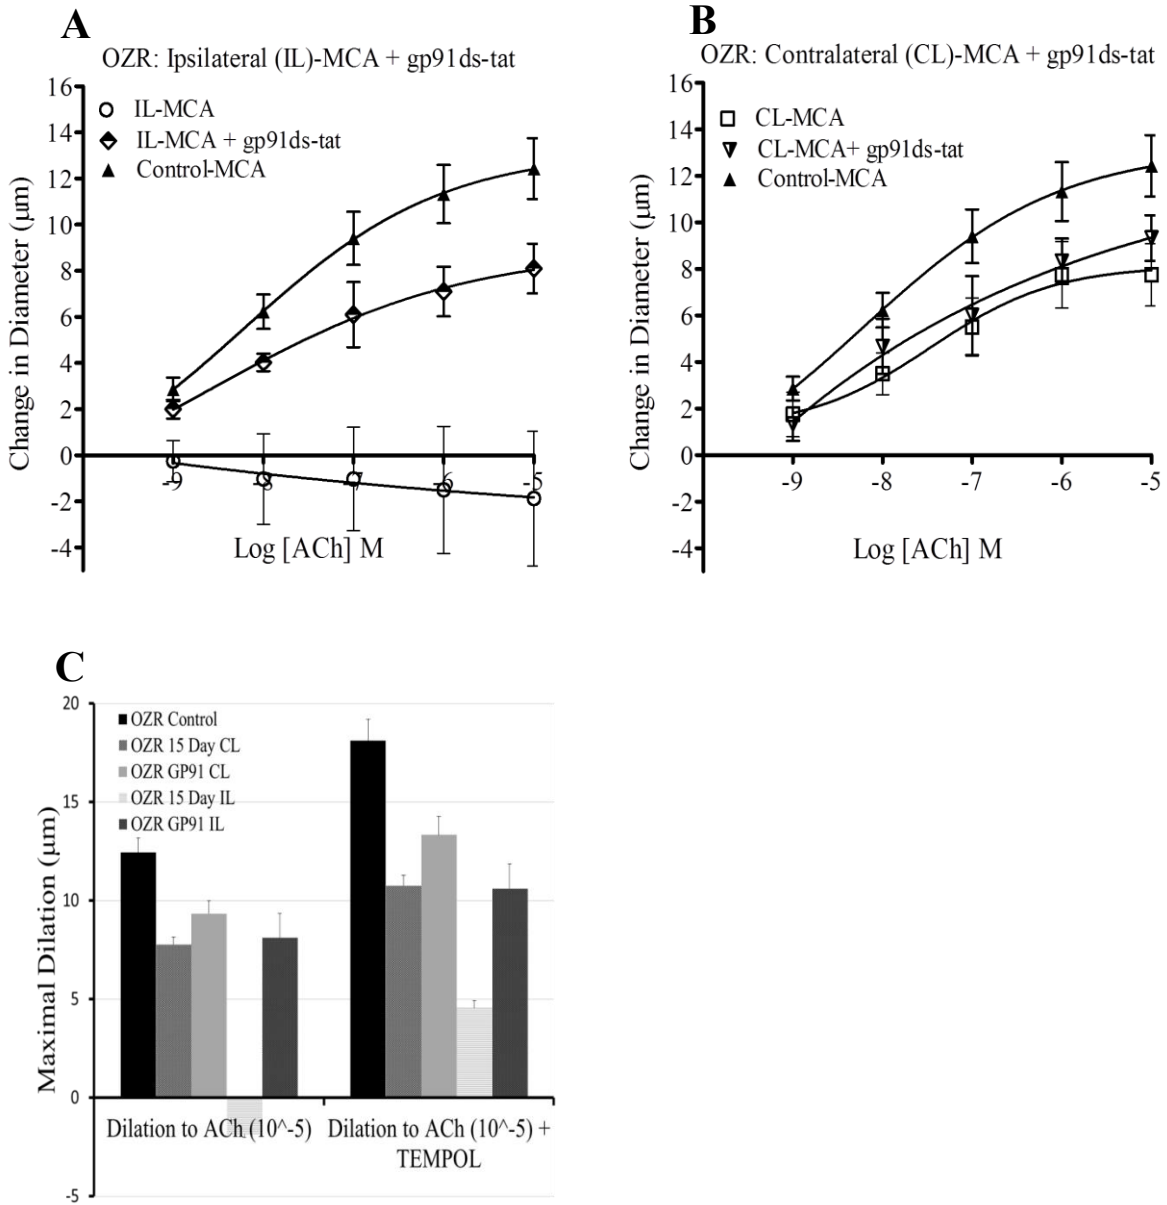 A
OZR: Ipsilateral (IL)-MCA + gp91ds-tat
IL-MCA
IL-MCA + gp91ds-tat
Control-MCA
Change in Diameter (μm)
16
14
12
10
8
6
4
2
0
-2
-4
-9
-8
-7
-6
-5
Log [ACh] M
B
OZR: Contralateral (CL)-MCA + gp91ds-tat
CL-MCA
CL-MCA+ gp91ds-tat
Control-MCA
Change in Diameter (μm)
16
14
12
10
8
6
4
2
0
-2
-4
-9
-8
-7
-6
-5
Log [ACh] M
C
OZR Control
OZR 15 Day CL
OZR GP91 CL
OZR 15 Day IL
OZR GP91 IL
Maximal Dilation (μm)
20
15
10
5
0
-5
Dilation to ACh (10^-5)
Dilation to ACh (10^-5) +
TEMPOL